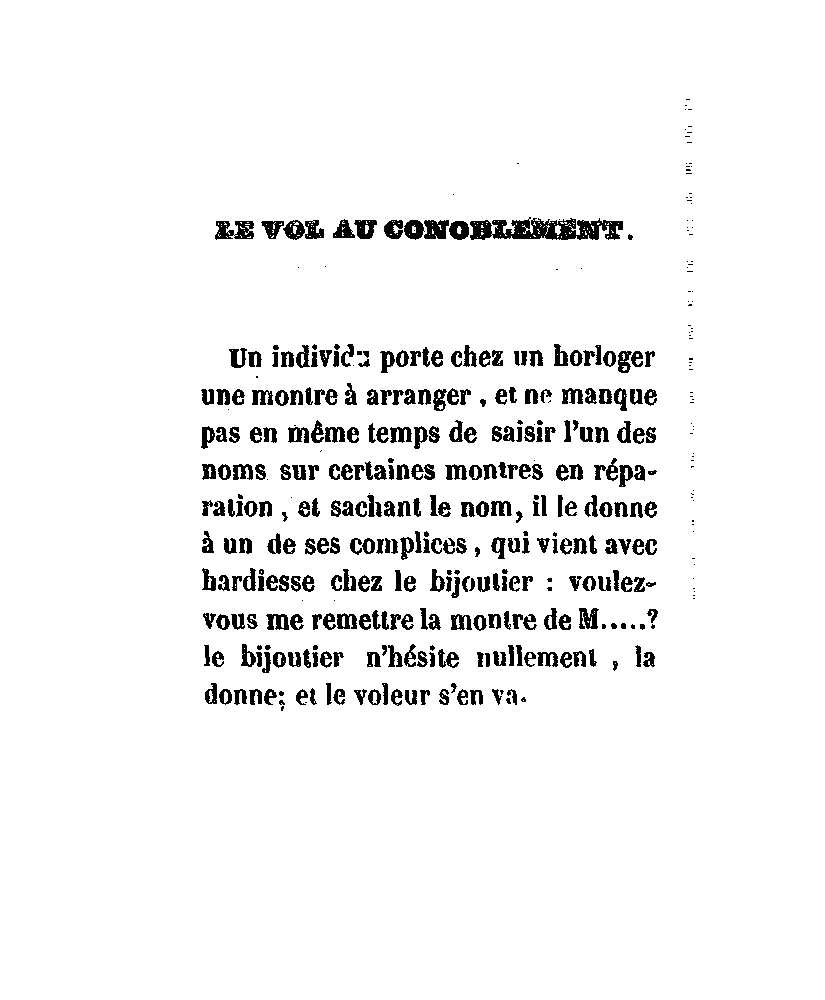 LE VOL AU CONOBLEMENT.
Un individu porte chez un horloger
une montre à arranger , et ne manque
pas en même temps de saisir l'un des
noms sur certaines montres en répa-
ration , et sachant le nom, il le donne
à un de ses complices , qui vient avec
hardiesse chez le bijoutier : voulez-
vous me remettre la montre de M.....?
le bijoutier n'hésite nullement , la
donne; et le voleur s'en va.